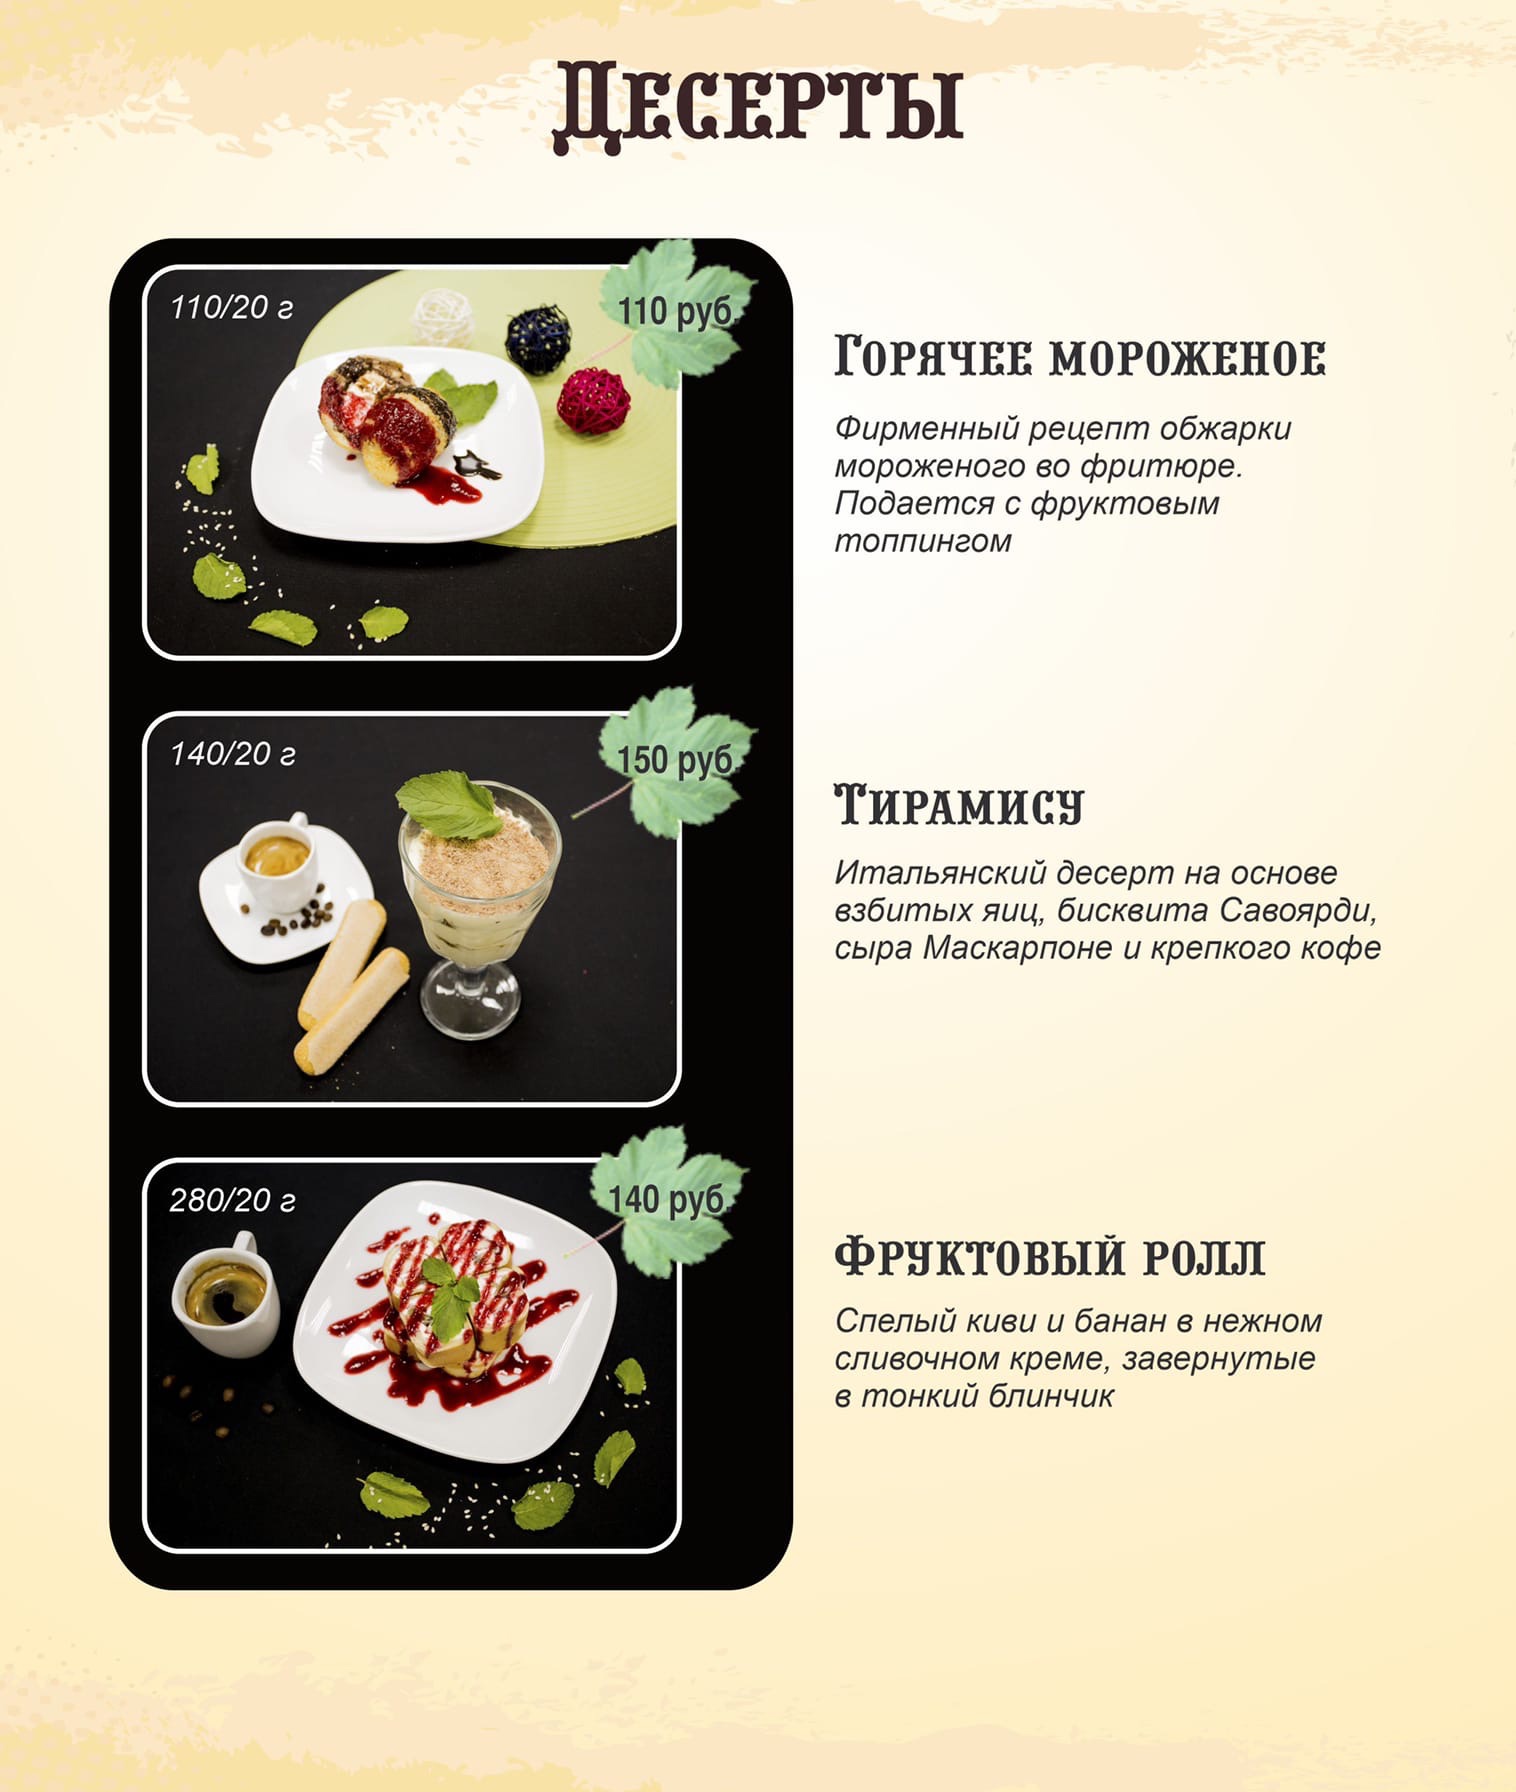 Десерты
110/20 г
110 руб.
Горячее мороженое
Фирменный рецепт обжарки
мороженого во фритюре.
Подается с фруктовым
топпингом
140/20 г
150 руб.
Тирамису
Итальянский десерт на основе
взбитых яиц, бисквита Савоярди,
сыра Маскарпоне и крепкого кофе
280/20 г
140 руб.
Фруктовый ролл
Спелый киви и банан в нежном
сливочном креме, завернутые
в тонкий блинчик